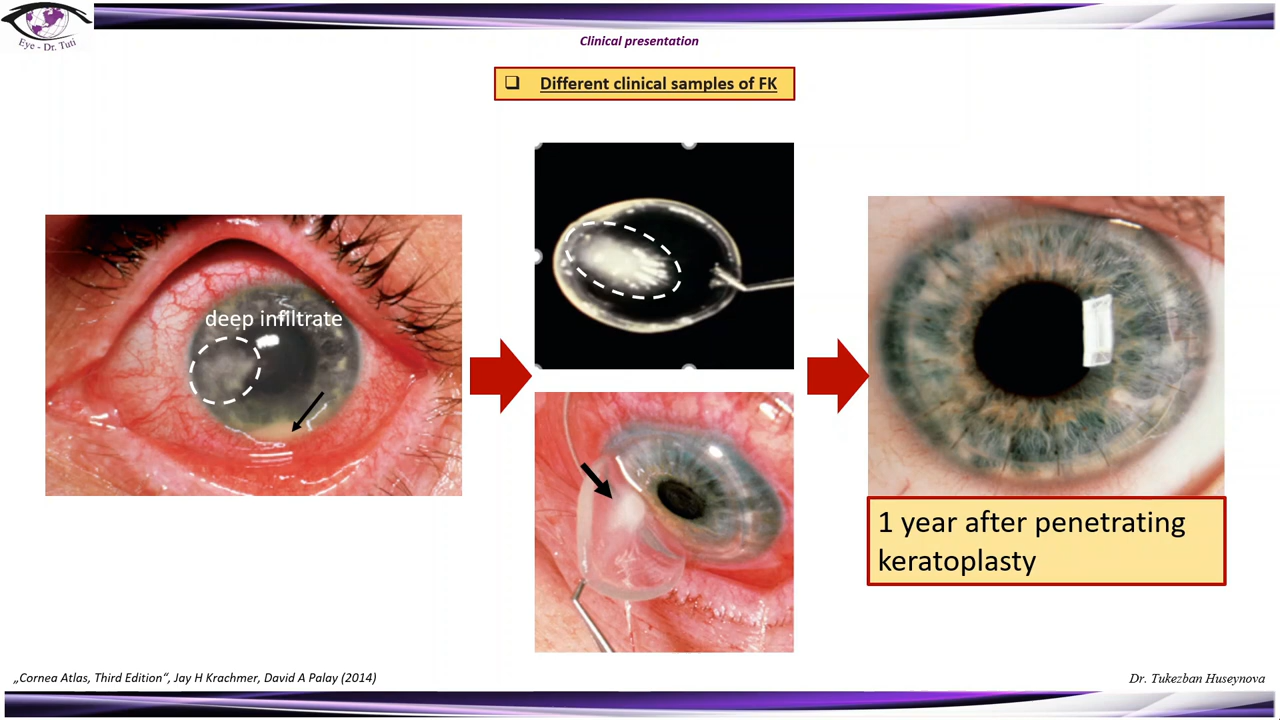 Eye - Dr. Tuti
Clinical presentation
❑ Different clinical samples of FK
deep infiltrate
1 year after penetrating
keratoplasty
„Cornea Atlas, Third Edition“, Jay H Krachmer, David A Palay (2014)
Dr. Tukezban Huseynova